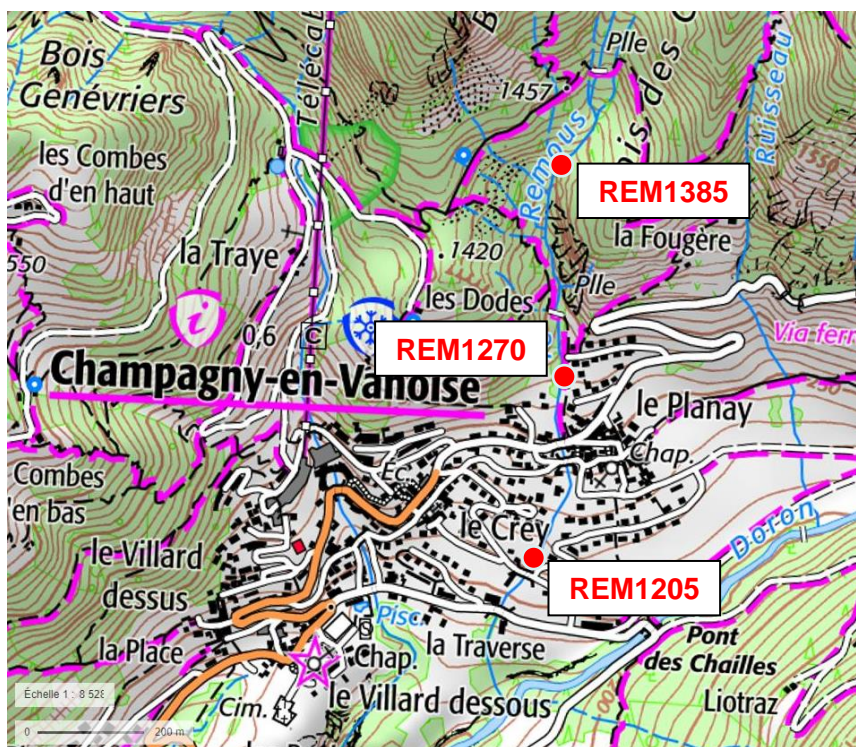 Bois
Genévriers
Télécab
Plle
1457
Bois des
Remous
Ruisseau
1550
les Combes
d'en haut
REM1385
la Fougère
la Traye
1420
550
les Dodes
Plle
0,6
C
REM1270
Via ferr
Champagny-en-Vanoise
le Planay
Chap.
Ec.
Combes
en bas
le Crey
Doron
le Villard
dessus
REM1205
Pisc.
la Place
Chap.
la Traverse
Pont
des Chailles
Échelle 1 : 8 528
Cim.
le Villard dessous
Liotraz
0
200 m